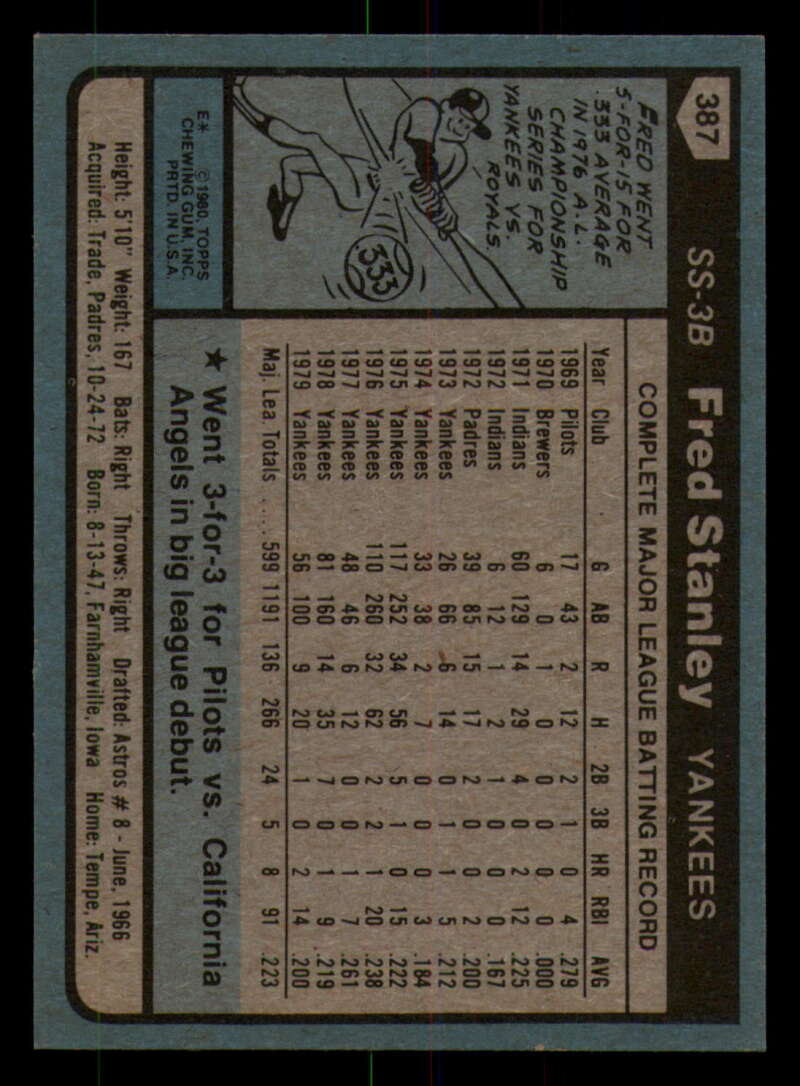 387
SS-3B Fred Stanley YANKEES
FRED WENT
5-FOR-15 FOR
.333 AVERAGE
IN 1976 A.L.
CHAMPIONSHIP
SERIES FOR
YANKEES VS.
ROYALS.
.333
E* © 1980, TOPPS
CHEWING GUM, INC.
PRTD. IN U.S.A.
COMPLETE MAJOR LEAGUE BATTING RECORD
Year Club G AB R H 2B 3B HR RBI AVG
1969 Pilots 17 43 2 12 2 1 0 4 .279
1970 Brewers 6 0 1 0 0 0 0 0 .000
1971 Indians 60 129 14 29 4 0 2 12 .225
1972 Indians 6 12 1 2 1 0 0 0 .167
1972 Padres 39 85 15 17 2 0 0 2 .200
1973 Yankees 26 66 6 14 0 1 1 5 .212
1974 Yankees 33 38 2 7 0 0 0 3 .184
1975 Yankees 117 252 34 56 5 1 0 15 .222
1976 Yankees 110 260 32 62 2 2 1 20 .238
1977 Yankees 48 46 6 12 0 0 1 7 .261
1978 Yankees 81 160 14 35 7 0 1 9 .219
1979 Yankees 56 100 9 20 1 0 2 14 .200
Maj. Lea. Totals ..... 599 1191 136 266 24 5 8 91 .223
★ Went 3-for-3 for Pilots vs. California
Angels in big league debut.
Height: 5'10" Weight: 167 Bats: Right Throws: Right Drafted: Astros # 8 - June, 1966
Acquired: Trade, Padres, 10-24-72 Born: 8-13-47, Farnhamville, Iowa Home: Tempe, Ariz.